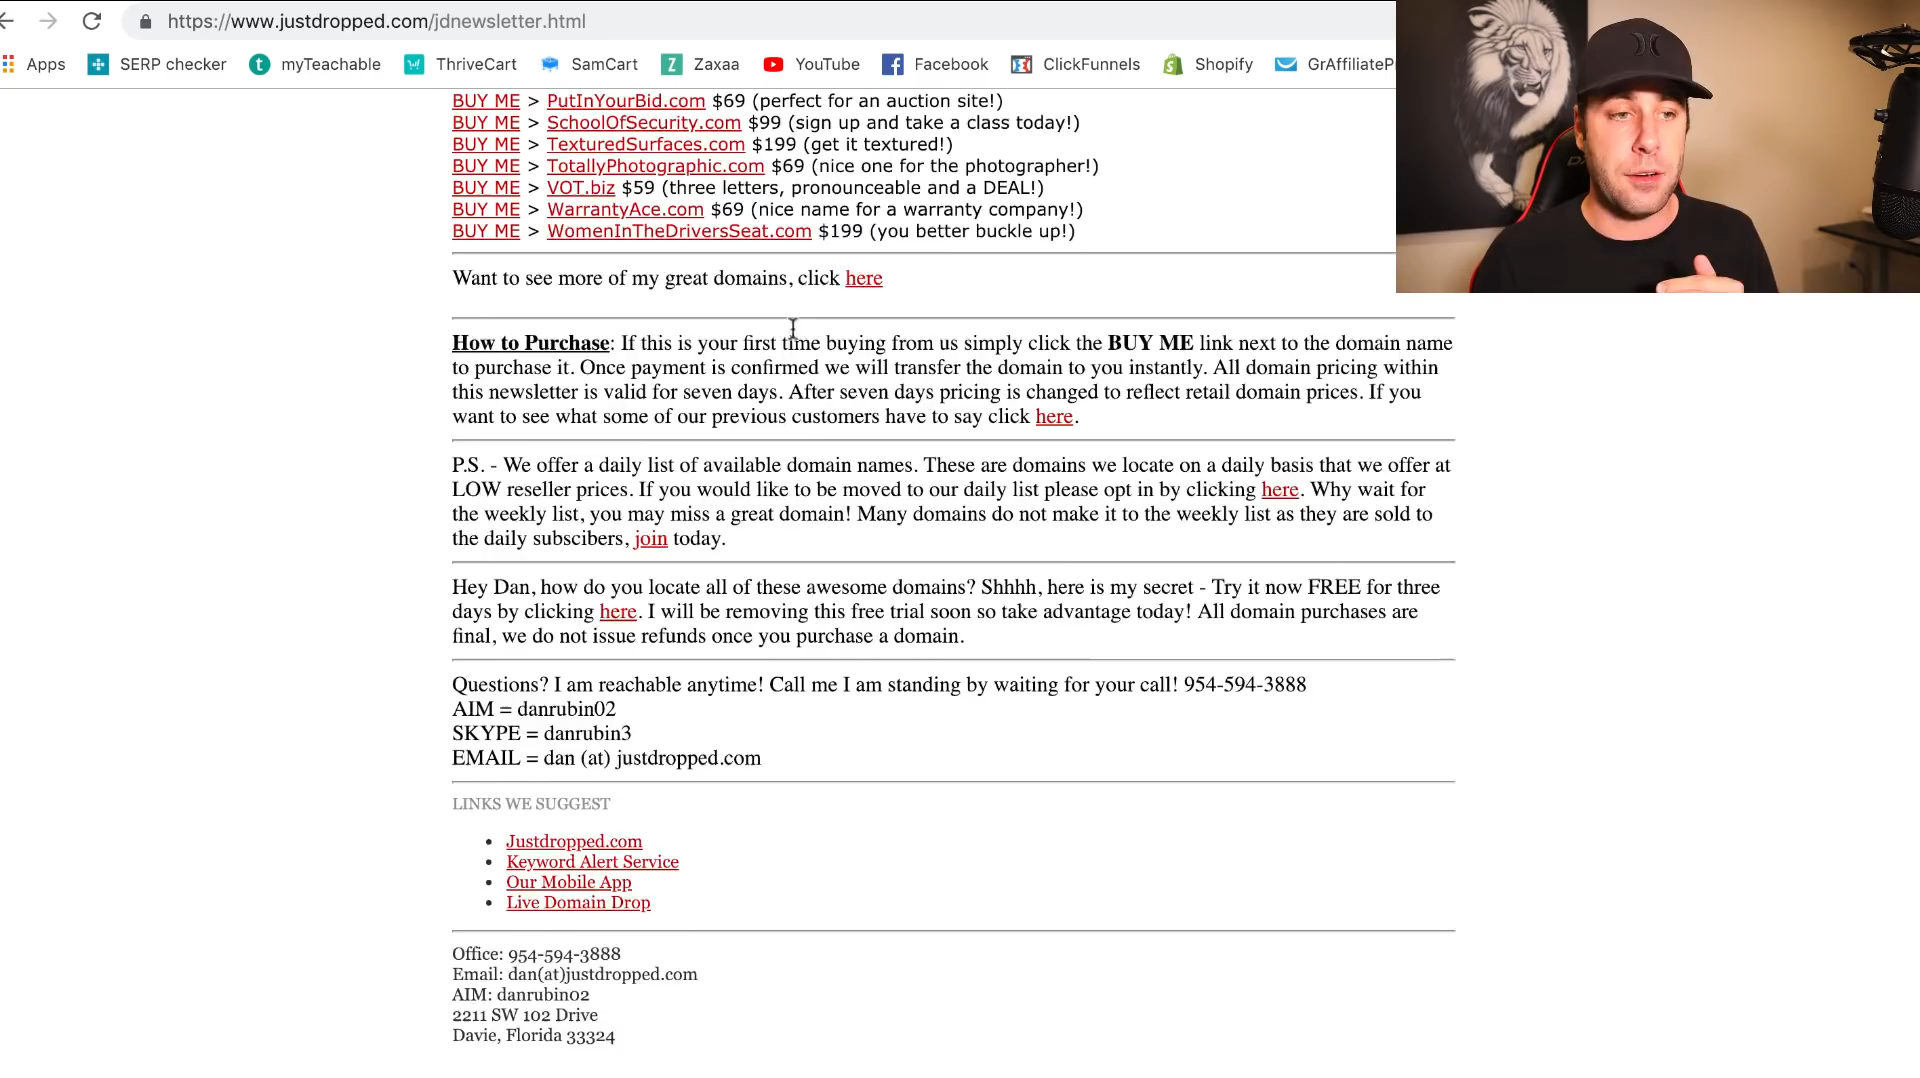 https://www.justdropped.com/jdnewsletter.html
Apps SERP checker myTeachable ThriveCart SamCart Zaxaa YouTube Facebook ClickFunnels Shopify GrAffiliateP
BUY ME > PutInYourBid.com $69 (perfect for an auction site!)
BUY ME > SchoolOfSecurity.com $99 (sign up and take a class today!)
BUY ME > TexturedSurfaces.com $199 (get it textured!)
BUY ME > TotallyPhotographic.com $69 (nice one for the photographer!)
BUY ME > VOT.biz $59 (three letters, pronounceable and a DEAL!)
BUY ME > WarrantyAce.com $69 (nice name for a warranty company!)
BUY ME > WomenInTheDriversSeat.com $199 (you better buckle up!)
Want to see more of my great domains, click here
How to Purchase: If this is your first time buying from us simply click the BUY ME link next to the domain name
to purchase it. Once payment is confirmed we will transfer the domain to you instantly. All domain pricing within
this newsletter is valid for seven days. After seven days pricing is changed to reflect retail domain prices. If you
want to see what some of our previous customers have to say click here.
P.S. - We offer a daily list of available domain names. These are domains we locate on a daily basis that we offer at
LOW reseller prices. If you would like to be moved to our daily list please opt in by clicking here. Why wait for
the weekly list, you may miss a great domain! Many domains do not make it to the weekly list as they are sold to
the daily subscibers, join today.
Hey Dan, how do you locate all of these awesome domains? Shhhh, here is my secret - Try it now FREE for three
days by clicking here. I will be removing this free trial soon so take advantage today! All domain purchases are
final, we do not issue refunds once you purchase a domain.
Questions? I am reachable anytime! Call me I am standing by waiting for your call! 954-594-3888
AIM = danrubin02
SKYPE = danrubin3
EMAIL = dan (at) justdropped.com
LINKS WE SUGGEST
Justdropped.com
Keyword Alert Service
Our Mobile App
Live Domain Drop
Office: 954-594-3888
Email: dan(at)justdropped.com
AIM: danrubin02
2211 SW 102 Drive
Davie, Florida 33324